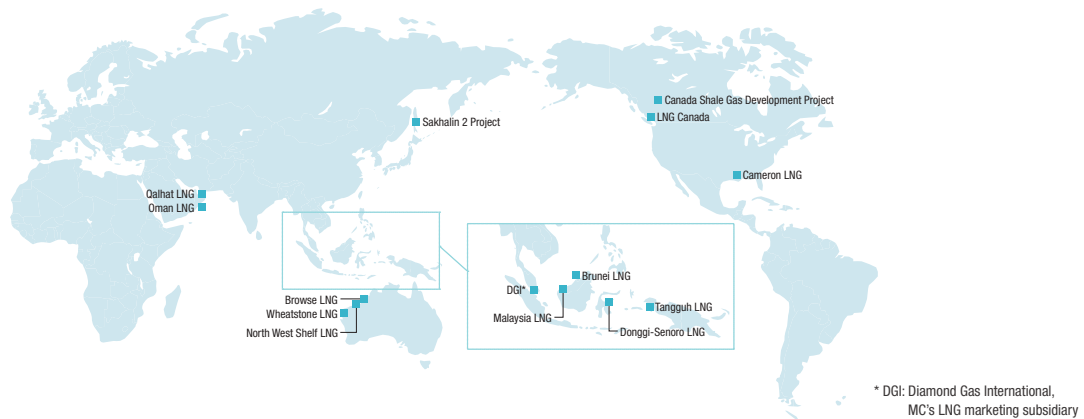 Canada Shale Gas Development Project
LNG Canada
Sakhalin 2 Project
Cameron LNG
Qalhat LNG
Oman LNG
Brunei LNG
DGI*
Tangguh LNG
Malaysia LNG
Donggi-Senoro LNG
Browse LNG
Wheatstone LNG
North West Shelf LNG
* DGI: Diamond Gas International,
MC's LNG marketing subsidiary